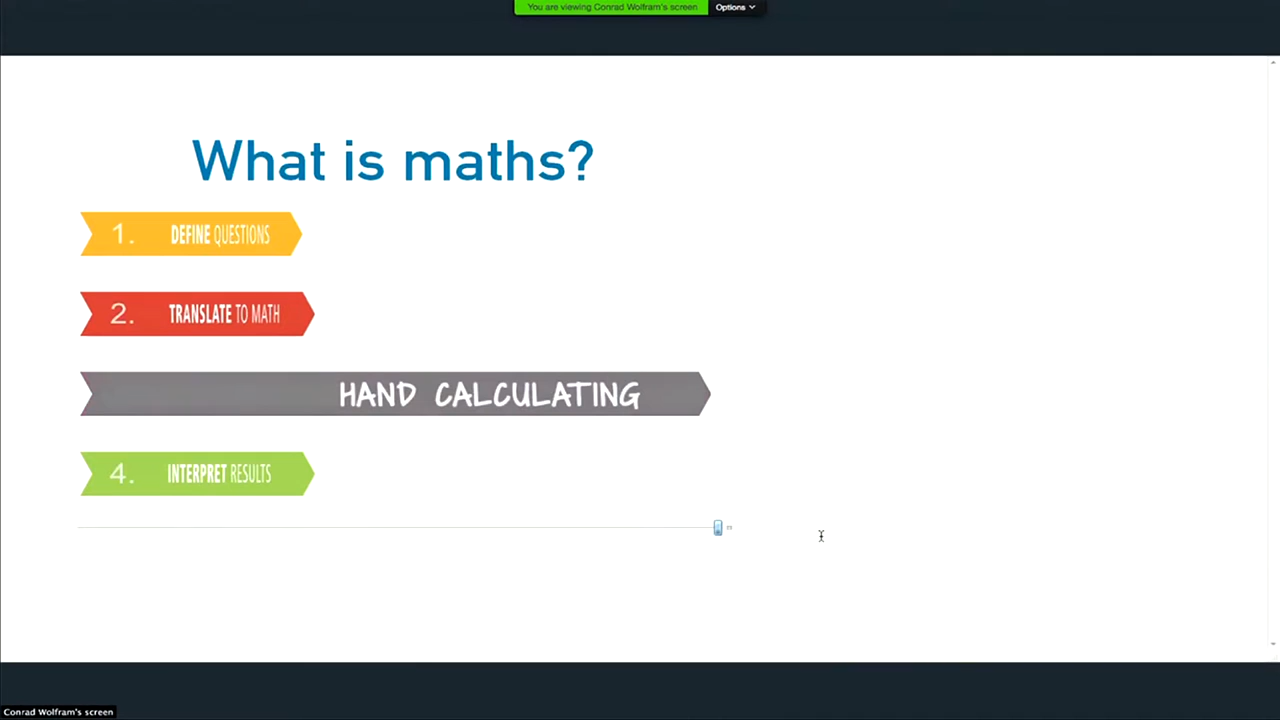 You are viewing Conrad Wolfram's screen Options
What is maths?
1. DEFINE QUESTIONS
2. TRANSLATE TO MATH
HAND CALCULATING
4. INTERPRET RESULTS
Conrad Wolfram's screen